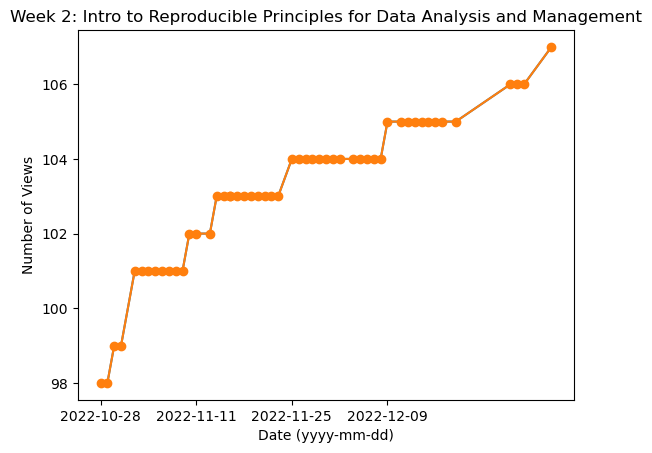 Week 2: Intro to Reproducible Principles for Data Analysis and Management
106
104
102
100
98
Number of Views
2022-10-28 2022-11-11 2022-11-25 2022-12-09
Date (yyyy-mm-dd)